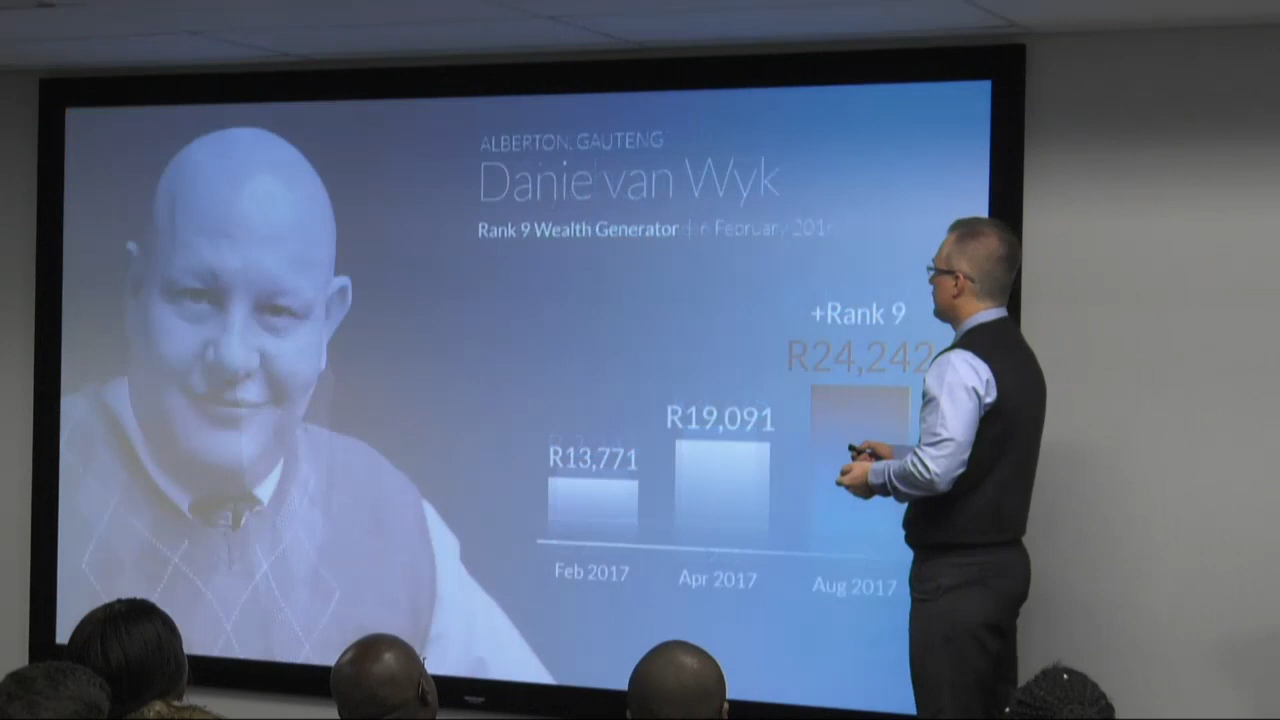 ALBERTON, GAUTENG
Danie van Wyk
Rank 9 Wealth Generator | February
+Rank 9
R24,242
R19,091
R13,771
Feb 2017
Apr 2017
Aug 2017